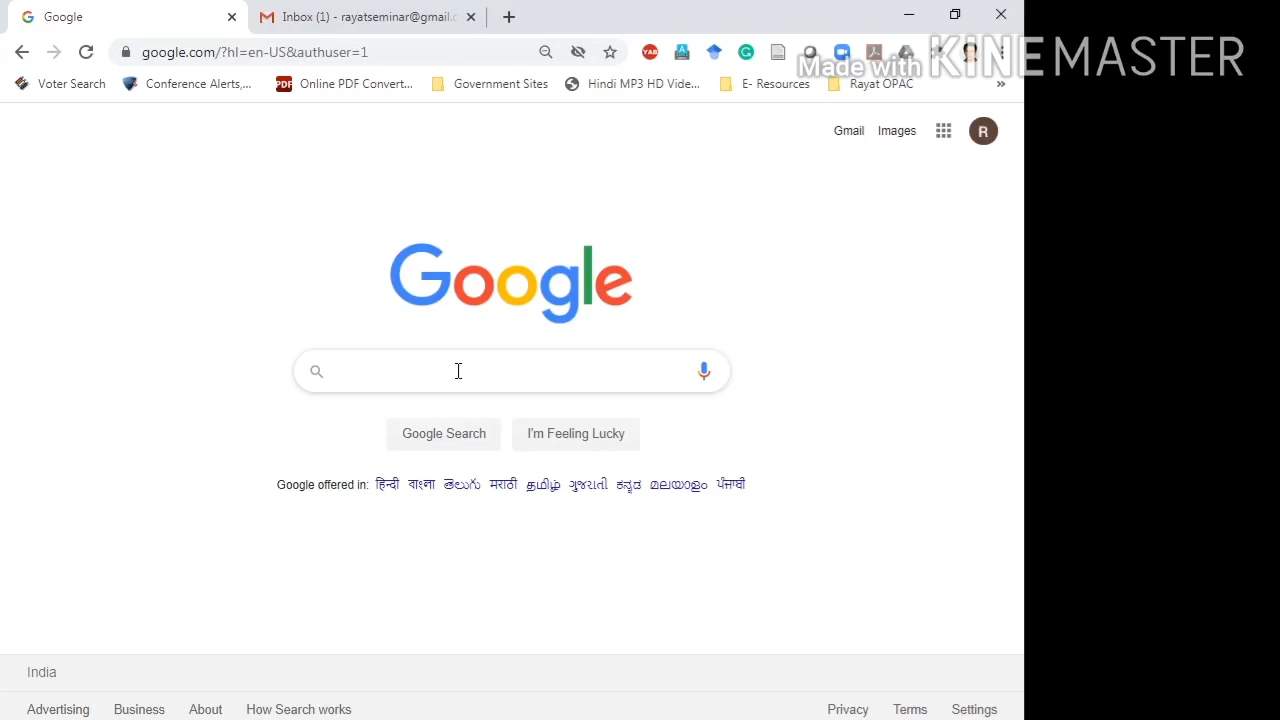 Google
Inbox (1) - rayatseminar@gmail.c
google.com/?hl=en-US&authuser=1
Made with KINEMASTER
Voter Search
Conference Alerts,...
PDF
Online PDF Convert...
Government Sites
Hindi MP3 HD Vide...
E- Resources
Rayat OPAC
»
Gmail Images
R
Google
Google Search
I'm Feeling Lucky
Google offered in: हिन्दी বাংলা తెలుగు मराठी தமிழ் ગુજરાતી ಕನ್ನಡ മലയാളം ਪੰਜਾਬੀ
India
Advertising Business About How Search works
Privacy Terms Settings